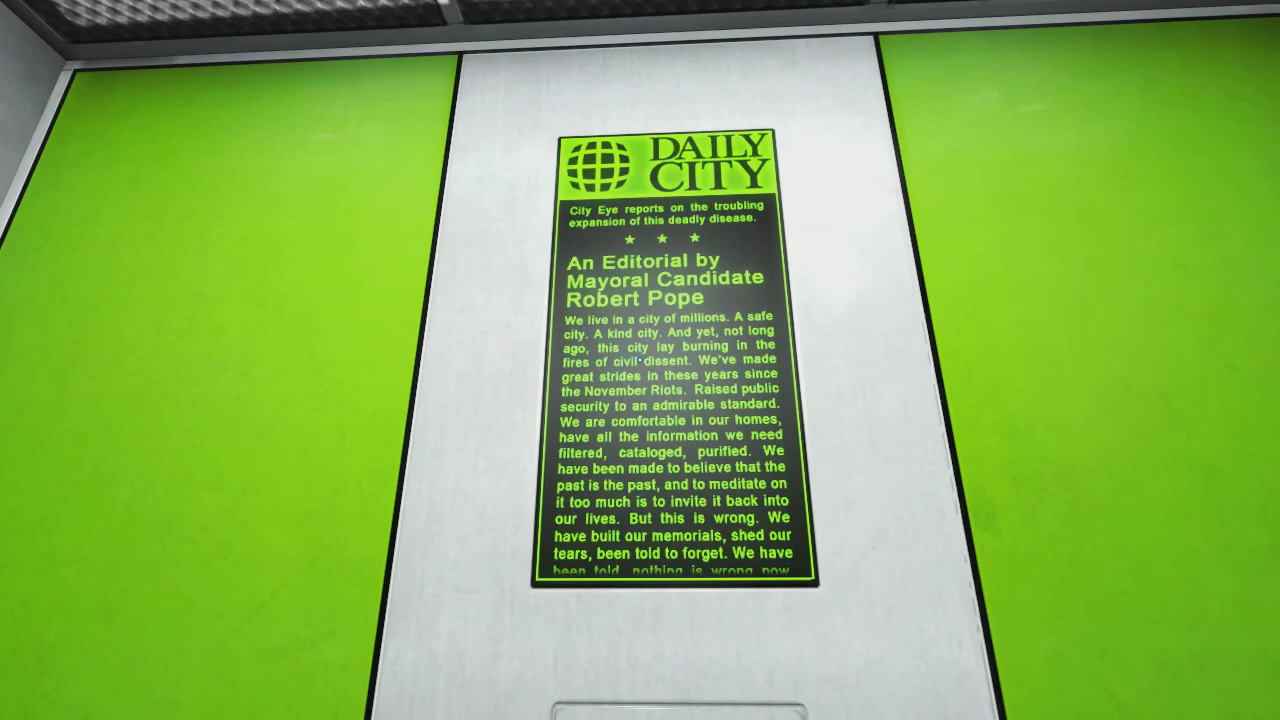 DAILY
CITY
City Eye reports on the troubling
expansion of this deadly disease.
An Editorial by
Mayoral Candidate
Robert Pope
We live in a city of millions. A safe
city. A kind city. And yet, not long
ago, this city lay burning in the
fires of civil dissent. We've made
great strides in these years since
the November Riots. Raised public
security to an admirable standard.
We are comfortable in our homes,
have all the information we need
filtered, cataloged, purified. We
have been made to believe that the
past is the past, and to meditate on
it too much is to invite it back into
our lives. But this is wrong. We
have built our memorials, shed our
tears, been told to forget. We have
been told, nothing is wrong now